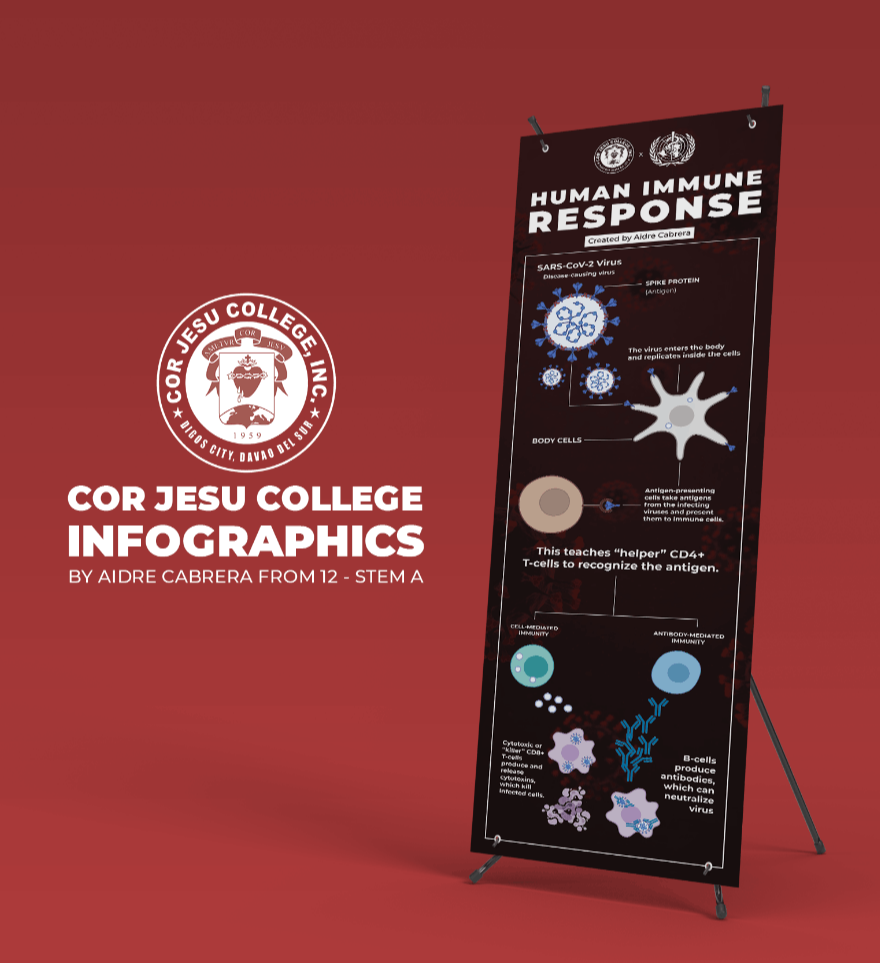 COR JESU COLLEGE, INC.
AMETVR COR JESV
1959
★ DIGOS CITY, DAVAO DEL SUR ★
COR JESU COLLEGE
INFOGRAPHICS
BY AIDRE CABRERA FROM 12 - STEM A
COR JESU COLLEGE, INC.
x
HUMAN IMMUNE
RESPONSE
Created by Aidre Cabrera
SARS-CoV-2 Virus
Disease-causing virus
SPIKE PROTEIN
(Antigen)
The virus enters the body
and replicates inside the cells
BODY CELLS
Antigen-presenting
cells take antigens
from the infecting
viruses and present
them to immune cells.
This teaches “helper” CD4+
T-cells to recognize the antigen.
CELL-MEDIATED
IMMUNITY
ANTIBODY-MEDIATED
IMMUNITY
Cytotoxic or
“killer” CD8+
T-cells
produce and
release
cytotoxins,
which kill
infected cells.
B-cells
produce
antibodies,
which can
neutralize
virus